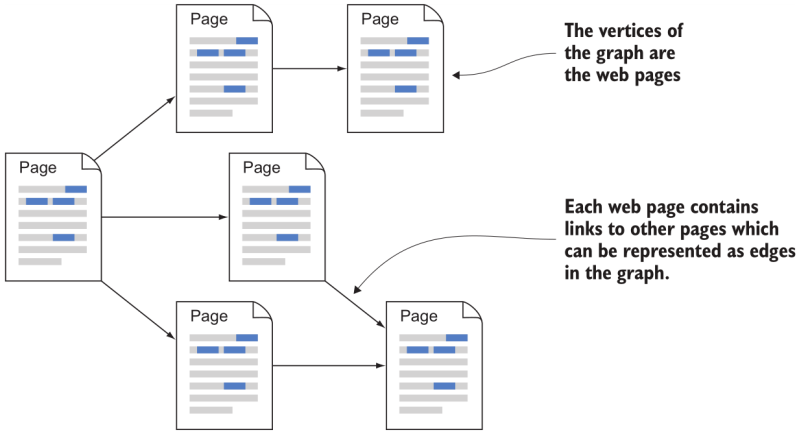 Page
Page
The vertices of
the graph are
the web pages
Page
Page
Each web page contains
links to other pages which
can be represented as edges
in the graph.
Page
Page